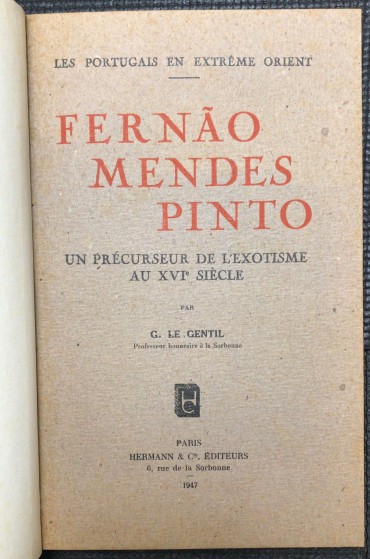 LES PORTUGAIS EN EXTRÊME ORIENT
FERNÃO
MENDES
PINTO
UN PRÉCURSEUR DE L'EXOTISME
AU XVIᵉ SIÈCLE
PAR
G. LE GENTIL
Professeur honoraire à la Sorbonne
HC
PARIS
HERMANN & Cⁱᵉ, ÉDITEURS
6, rue de la Sorbonne
1947